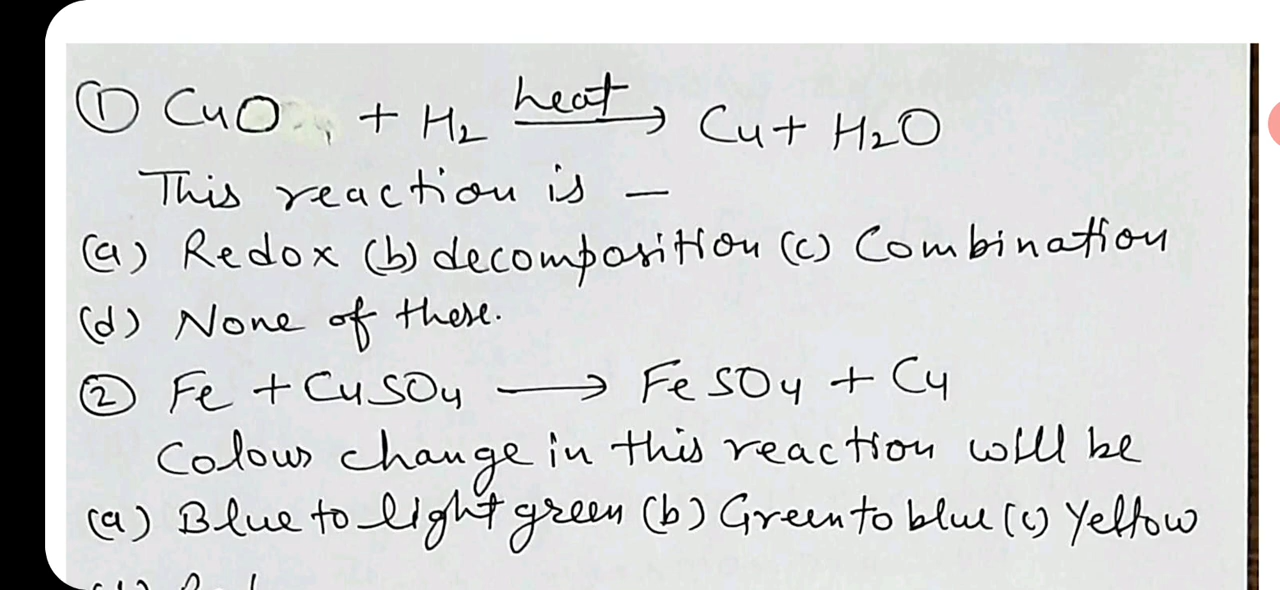 ① CuO + H₂ heat→ Cu + H₂O
This reaction is —
(a) Redox (b) decomposition (c) Combination
(d) None of these.
② Fe + CuSO₄ ⟶ FeSO₄ + Cu
Colour change in this reaction will be
(a) Blue to light green (b) Green to blue (c) Yellow